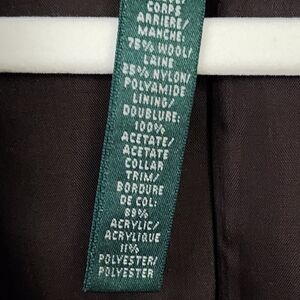 CORPS
ARRIERE/
MANCHE:
75% WOOL/
LAINE
25% NYLON/
POLYAMIDE
LINING/
DOUBLURE:
100%
ACETATE/
ACETATE
COLLAR
TRIM/
BORDURE
DE COL:
89%
ACRYLIC/
ACRYLIQUE
11%
POLYESTER/
POLYESTER